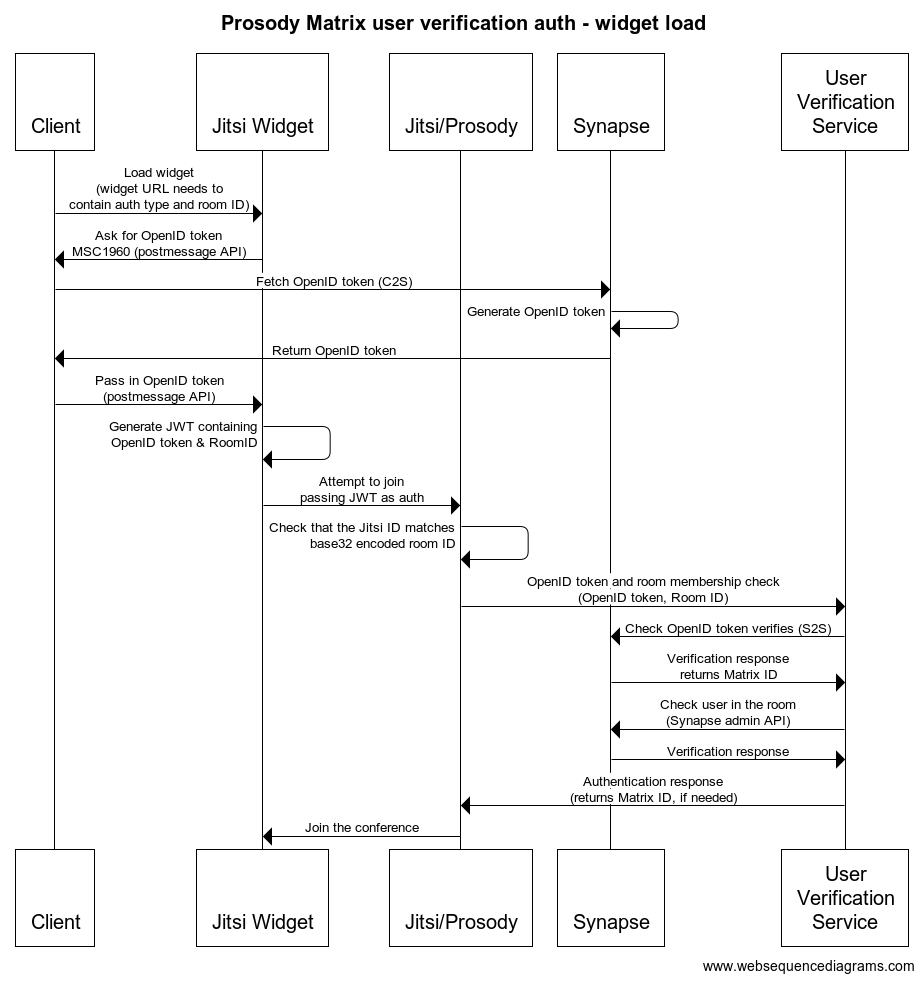 Prosody Matrix user verification auth - widget load
Client
Jitsi Widget
Jitsi/Prosody
Synapse
User
Verification
Service
Load widget
(widget URL needs to
contain auth type and room ID)
Ask for OpenID token
MSC1960 (postmessage API)
Fetch OpenID token (C2S)
Generate OpenID token
Return OpenID token
Pass in OpenID token
(postmessage API)
Generate JWT containing
OpenID token & RoomID
Attempt to join
passing JWT as auth
Check that the Jitsi ID matches
base32 encoded room ID
OpenID token and room membership check
(OpenID token, Room ID)
Check OpenID token verifies (S2S)
Verification response
returns Matrix ID
Check user in the room
(Synapse admin API)
Verification response
Authentication response
(returns Matrix ID, if needed)
Join the conference
Client
Jitsi Widget
Jitsi/Prosody
Synapse
User
Verification
Service
www.websequencediagrams.com